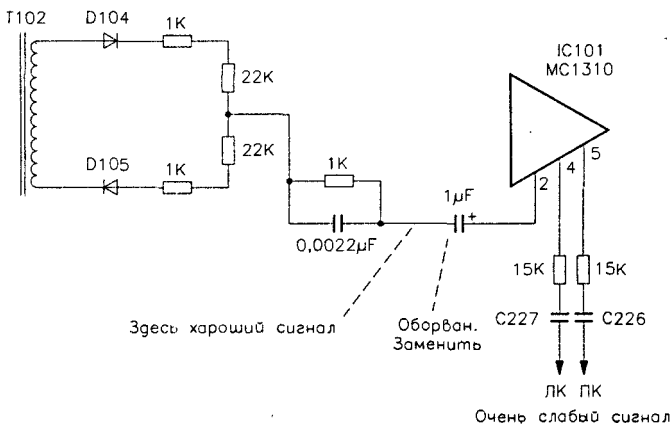 T102
D104
1K
22K
22K
D105
1K
1K
0,0022µF
1µF
+
IC101
MC1310
2
4
5
15K
15K
C227
C226
Здесь хароший сигнал
Оборван.
Заменить
ЛК ПК
Очень слабый сигнал